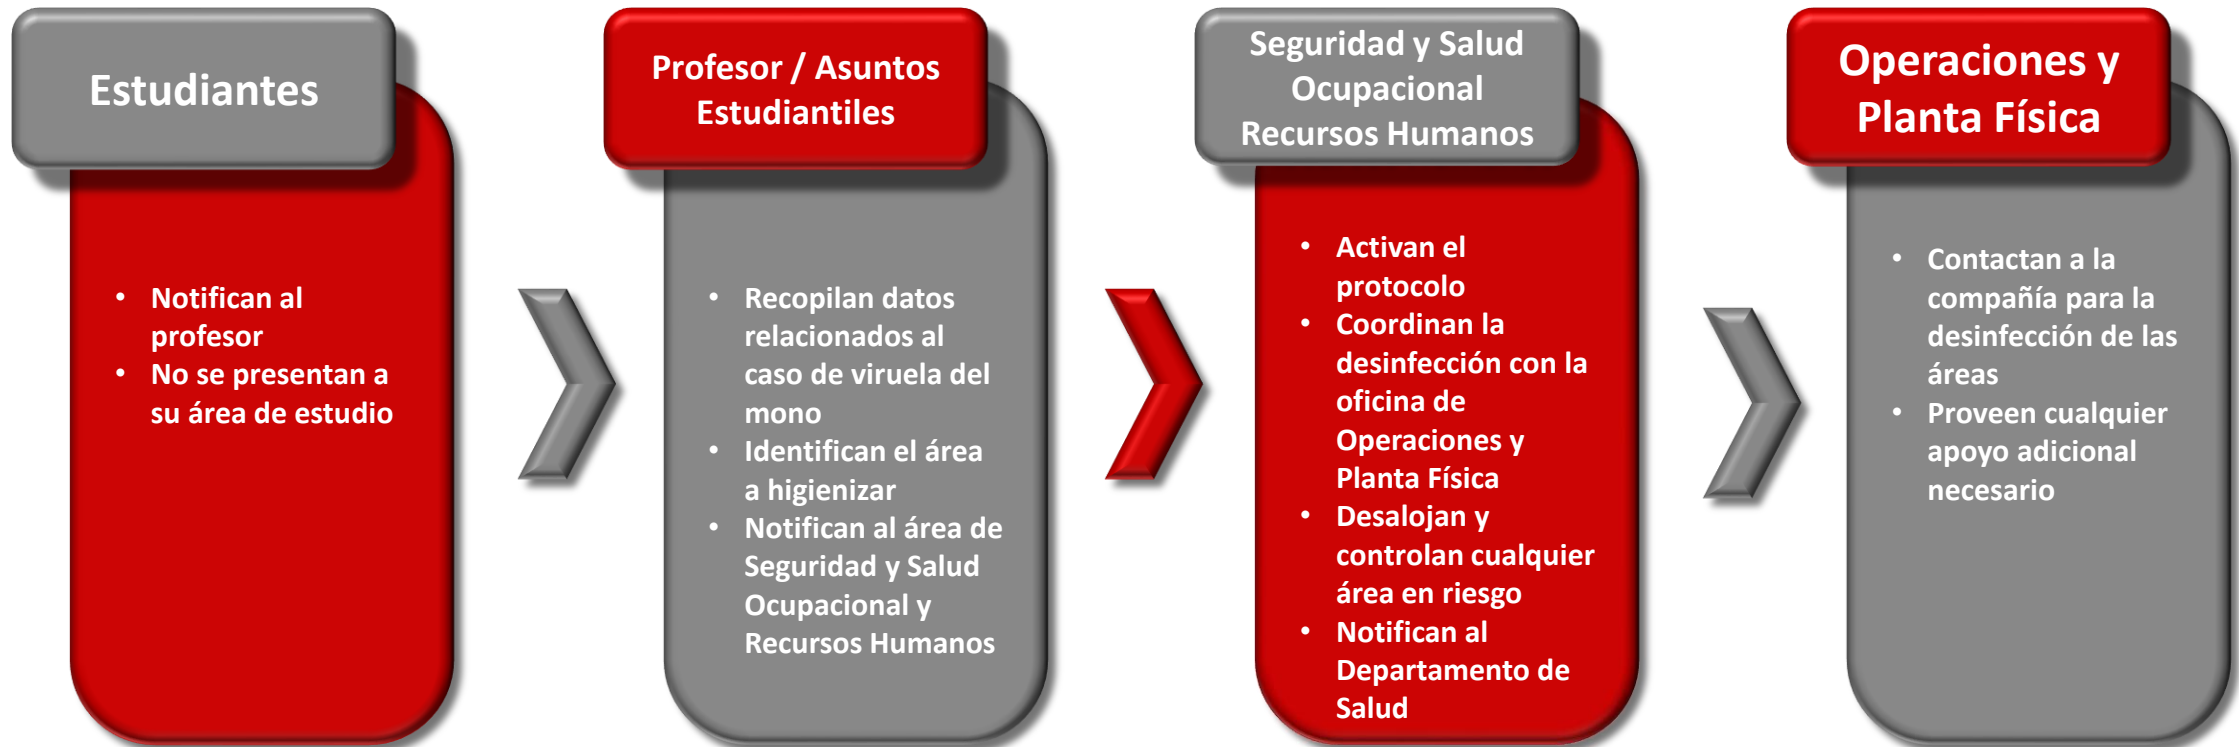 Estudiantes
• Notifican al
profesor
• No se presentan a
su área de estudio
Profesor / Asuntos
Estudiantiles
• Recopilan datos
relacionados al
caso de viruela del
mono
• Identifican el área
a higienizar
• Notifican al área de
Seguridad y Salud
Ocupacional y
Recursos Humanos
Seguridad y Salud
Ocupacional
Recursos Humanos
• Activan el
protocolo
• Coordinan la
desinfección con la
oficina de
Operaciones y
Planta Física
• Desalojan y
controlan cualquier
área en riesgo
• Notifican al
Departamento de
Salud
Operaciones y
Planta Física
• Contactan a la
compañía para la
desinfección de las
áreas
• Proveen cualquier
apoyo adicional
necesario